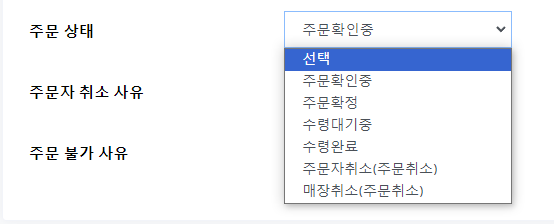 주문 상태
주문확인중
선택
주문확인중
주문확정
수령대기중
수령완료
주문자취소(주문취소)
매장취소(주문취소)
주문자 취소 사유
주문 불가 사유